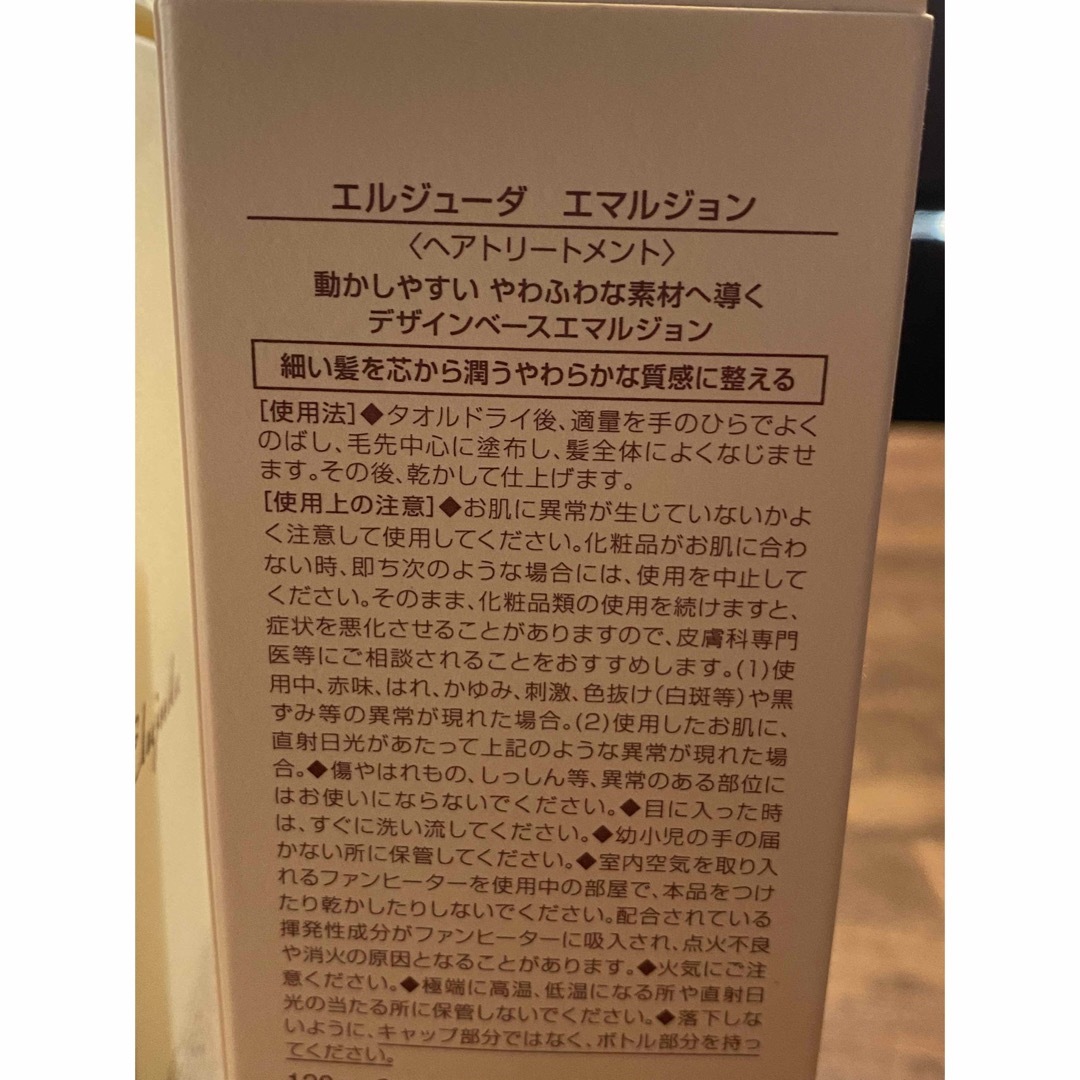 エルジューダ　エマルジョン
〈ヘアトリートメント〉
動かしやすい やわふわな素材へ導く
デザインベースエマルジョン
細い髪を芯から潤うやわらかな質感に整える
[使用法]◆タオルドライ後、適量を手のひらでよく
のばし、毛先中心に塗布し、髪全体によくなじませ
ます。その後、乾かして仕上げます。
[使用上の注意]◆お肌に異常が生じていないかよ
く注意して使用してください。化粧品がお肌に合わ
ない時、即ち次のような場合には、使用を中止して
ください。そのまま、化粧品類の使用を続けますと、
症状を悪化させることがありますので、皮膚科専門
医等にご相談されることをおすすめします。(1)使
用中、赤味、はれ、かゆみ、刺激、色抜け(白斑等)や黒
ずみ等の異常が現れた場合。(2)使用したお肌に、
直射日光があたって上記のような異常が現れた場
合。◆傷やはれもの、しっしん等、異常のある部位に
はお使いにならないでください。◆目に入った時
は、すぐに洗い流してください。◆幼小児の手の届
かない所に保管してください。◆室内空気を取り入
れるファンヒーターを使用中の部屋で、本品をつけ
たり乾かしたりしないでください。配合されている
揮発性成分がファンヒーターに吸入され、点火不良
や消火の原因となることがあります。◆火気にご注
意ください。◆極端に高温、低温になる所や直射日
光の当たる所に保管しないでください。◆落下しな
いように、キャップ部分ではなく、ボトル部分を持っ
てください。